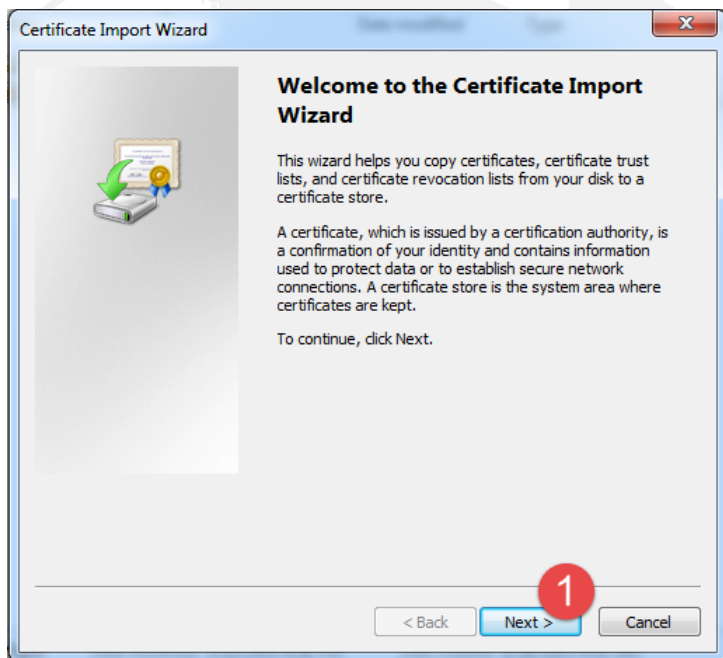 Certificate Import Wizard
Date modified
Type
Welcome to the Certificate Import
Wizard
This wizard helps you copy certificates, certificate trust
lists, and certificate revocation lists from your disk to a
certificate store.
A certificate, which is issued by a certification authority, is
a confirmation of your identity and contains information
used to protect data or to establish secure network
connections. A certificate store is the system area where
certificates are kept.
To continue, click Next.
1
< Back
Next >
Cancel